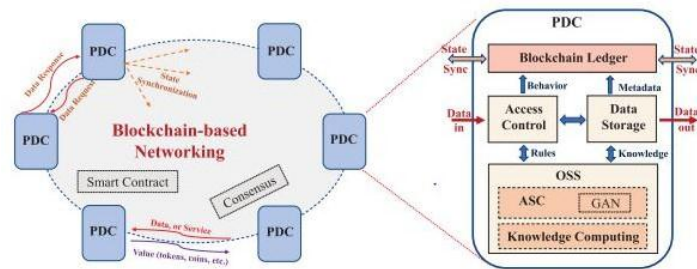 PDC
PDC
Data Response
Data Request
State
Synchronization
PDC
PDC
Blockchain-based
Networking
Smart Contract
Consensus
PDC
PDC
Data, or Service
Value (tokens, coins, etc.)
PDC
State
Sync
Blockchain Ledger
State
Sync
Behavior
Metadata
Data
in
Access
Control
Data
Storage
Data
out
Rules
Knowledge
OSS
ASC
GAN
Knowledge Computing